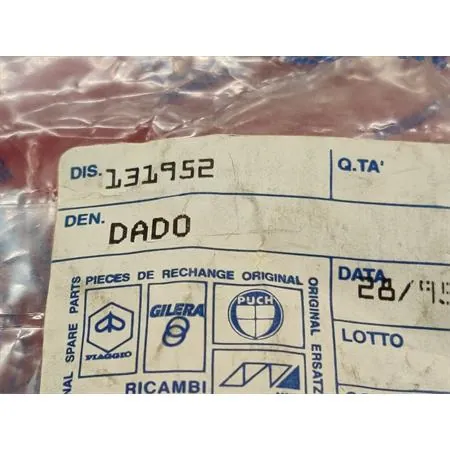 DIS. 131952
Q.TA'
DEN. DADO
DATA
28/95
LOTTO
PIECES DE RECHANGE ORIGINAL
ORIGINAL ERSATZ
NAL SPARE PARTS
PIAGGIO
GILERA
PUCH
RICAMBI